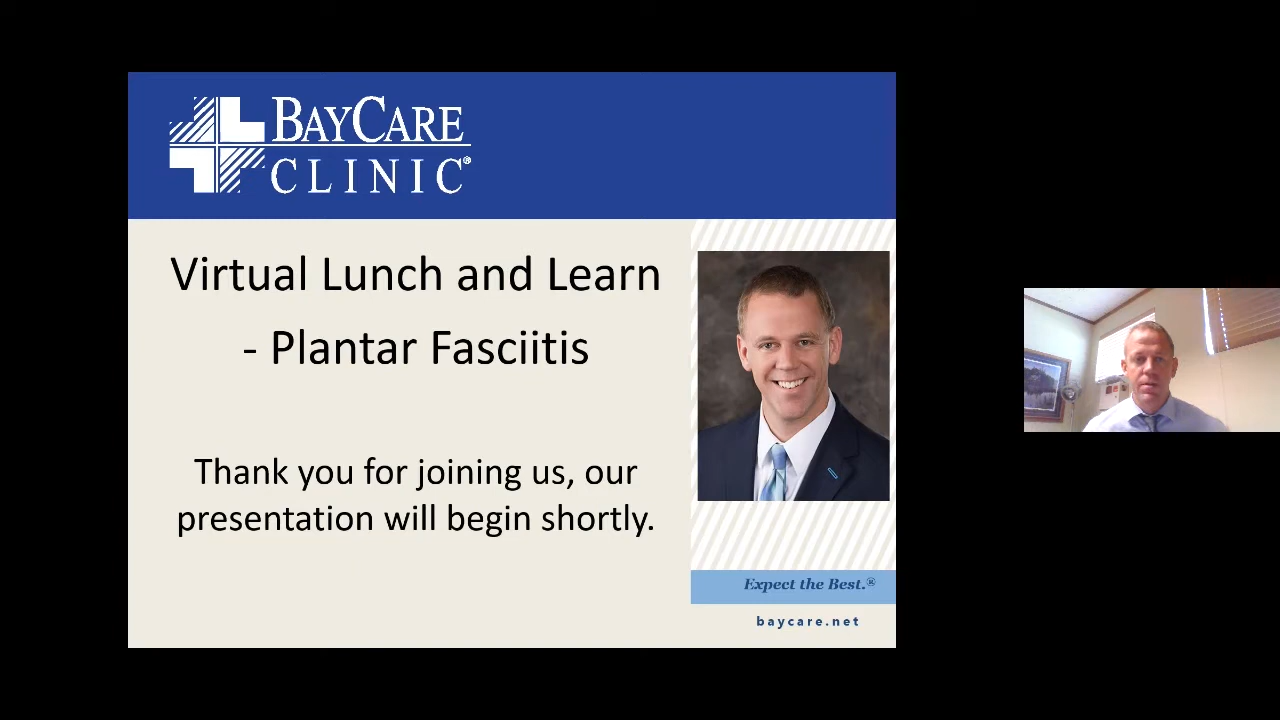 BAYCARE
CLINIC®
Virtual Lunch and Learn
- Plantar Fasciitis
Thank you for joining us, our
presentation will begin shortly.
Expect the Best.®
baycare.net